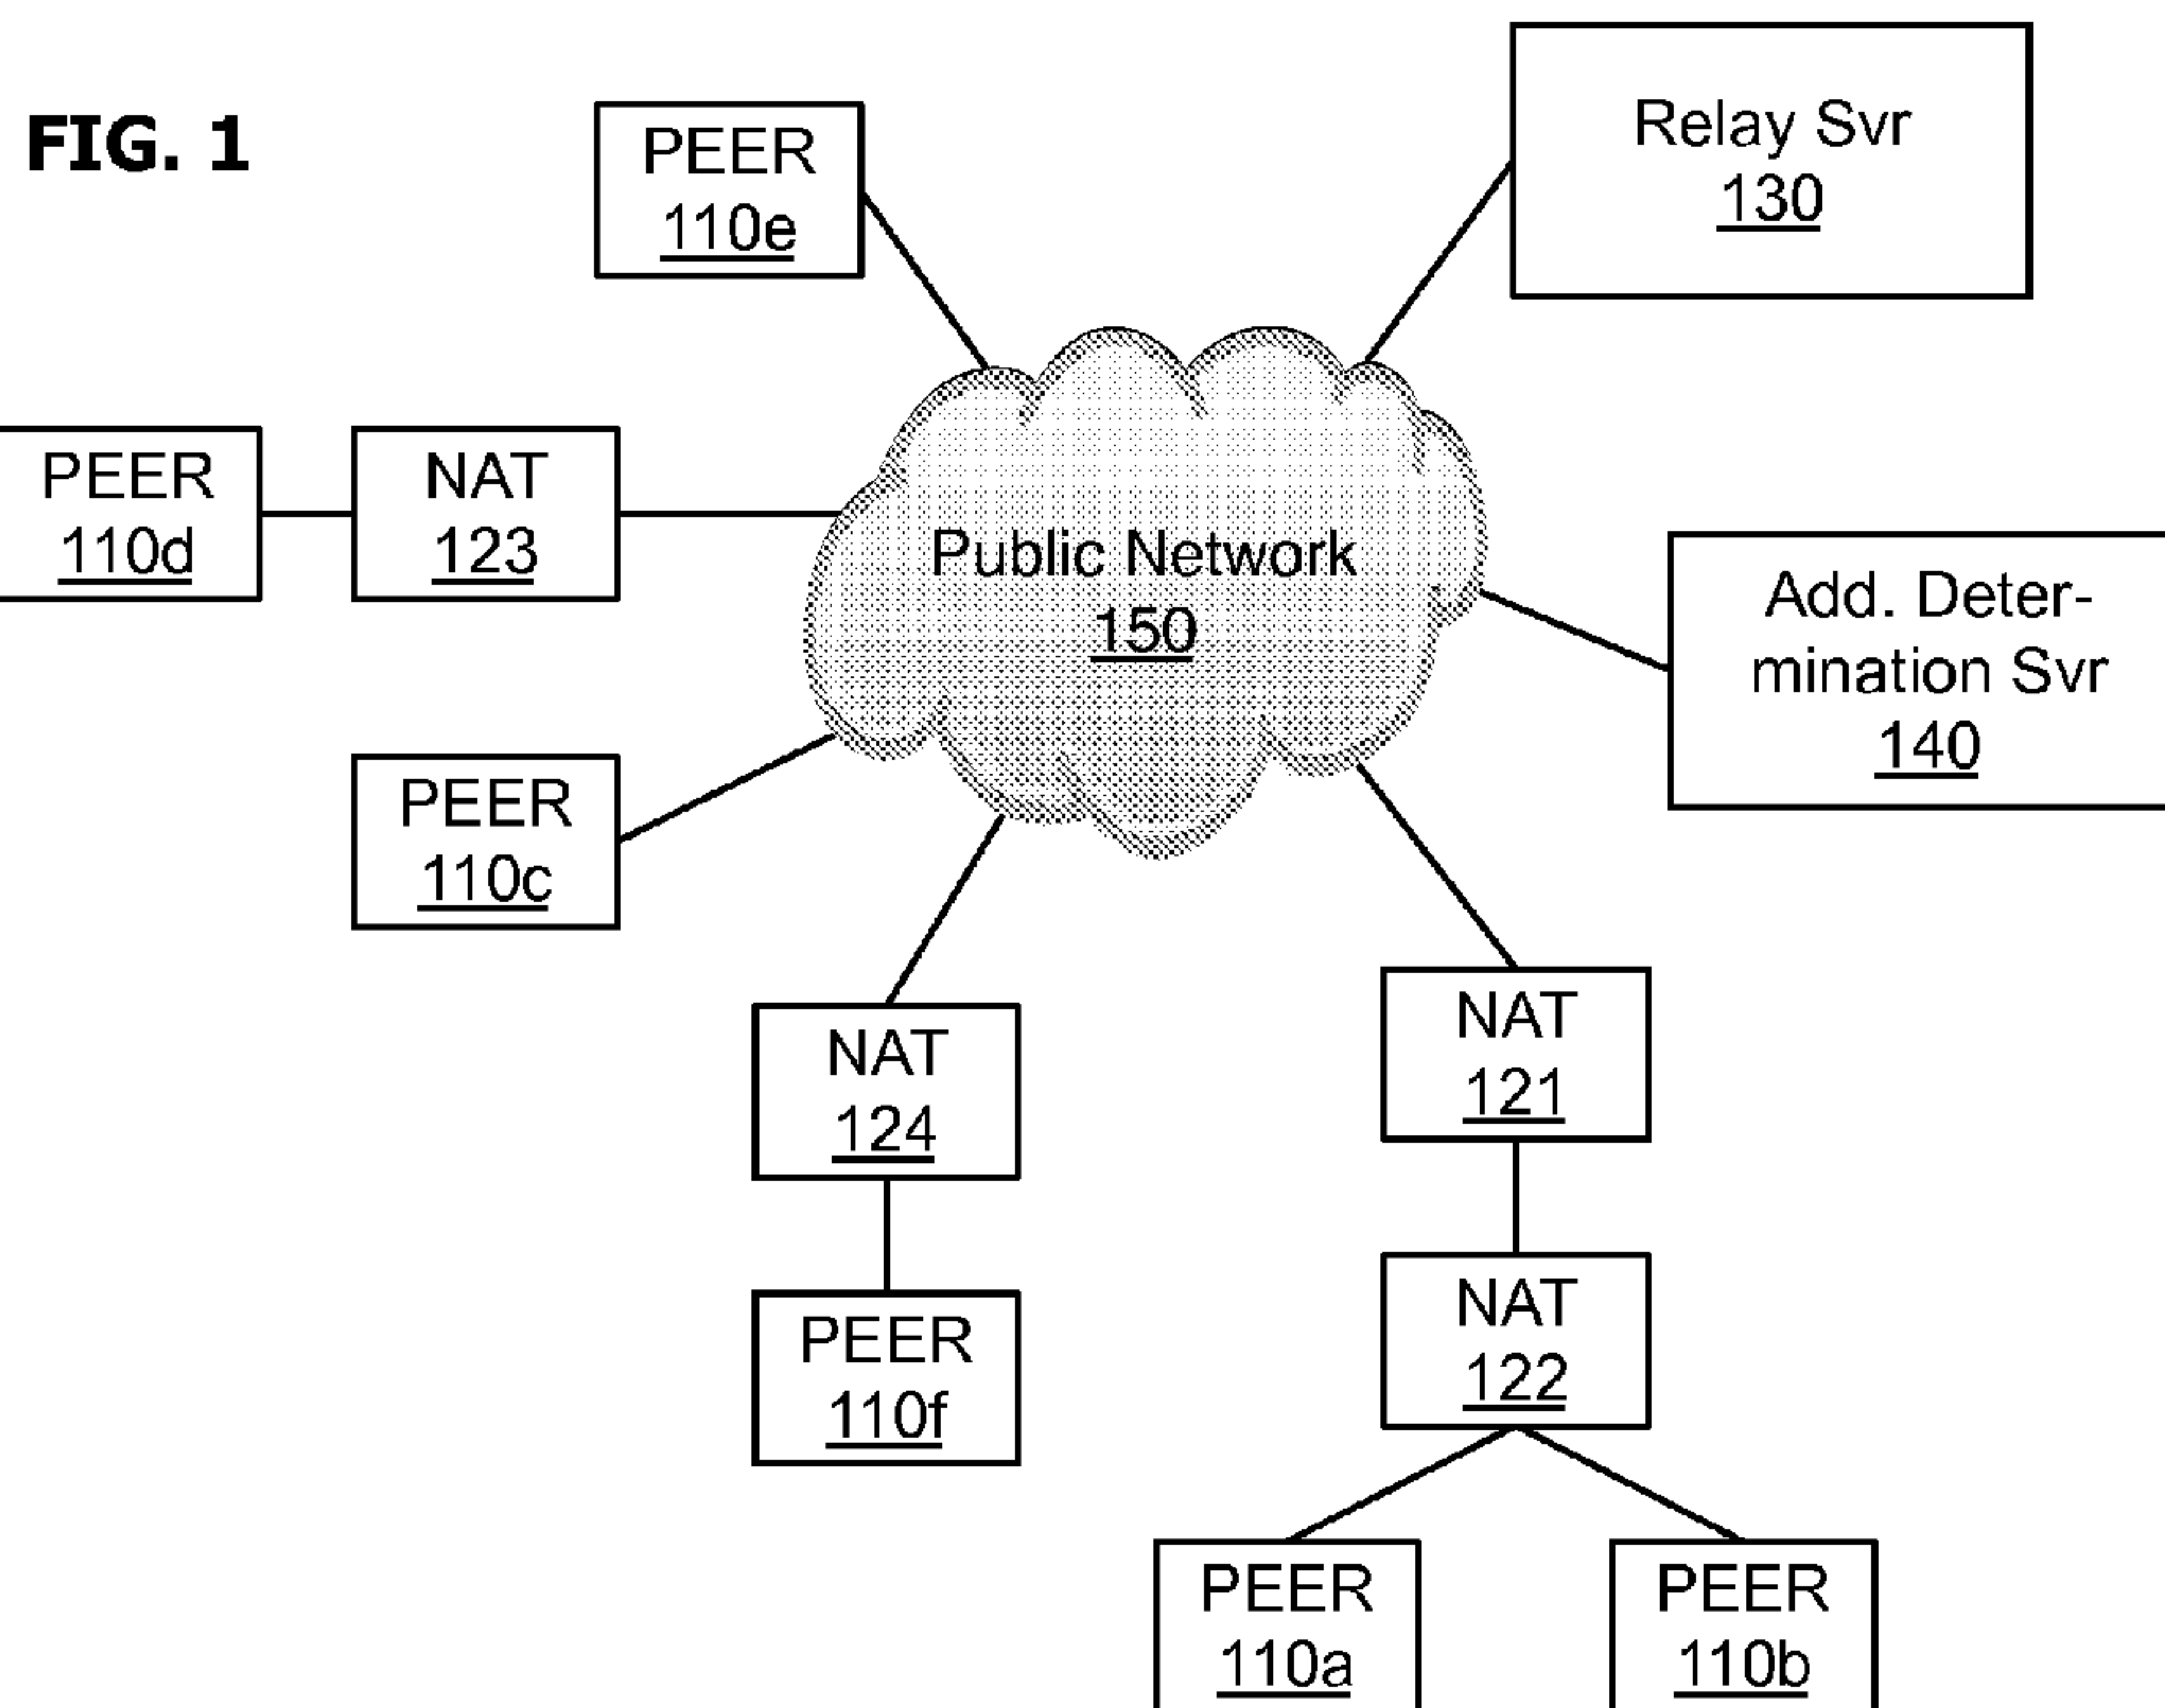 FIG. 1
PEER
110e
Relay Svr
130
PEER
110d
NAT
123
Public Network
150
Add. Deter-
mination Svr
140
PEER
110c
NAT
124
NAT
121
PEER
110f
NAT
122
PEER
110a
PEER
110b